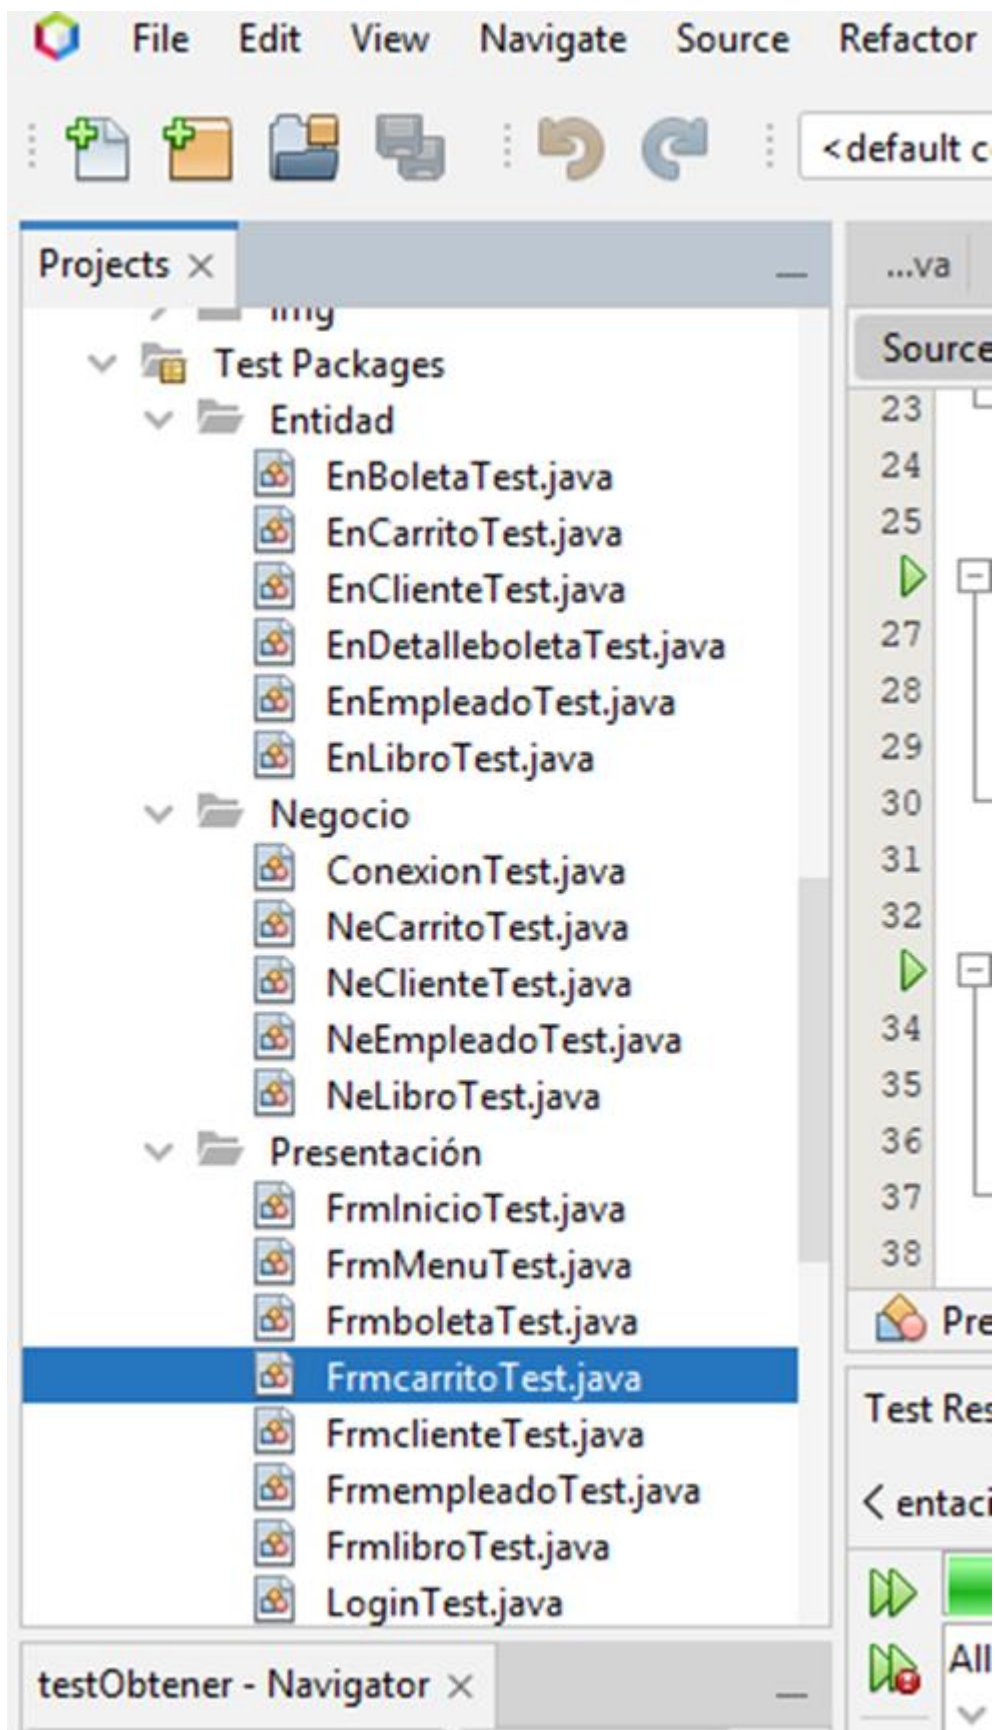 File Edit View Navigate Source Refactor
<default c
Projects
...va
img
Source
Test Packages
23
Entidad
24
EnBoletaTest.java
25
EnCarritoTest.java
EnClienteTest.java
27
EnDetalleboletaTest.java
28
EnEmpleadoTest.java
29
EnLibroTest.java
30
Negocio
31
ConexionTest.java
32
NeCarritoTest.java
NeClienteTest.java
34
NeEmpleadoTest.java
35
NeLibroTest.java
36
Presentación
37
FrmInicioTest.java
38
FrmMenuTest.java
FrmboletaTest.java
Pre
FrmcarritoTest.java
Test Res
FrmclienteTest.java
FrmempleadoTest.java
entaci
FrmlibroTest.java
LoginTest.java
testObtener - Navigator
All